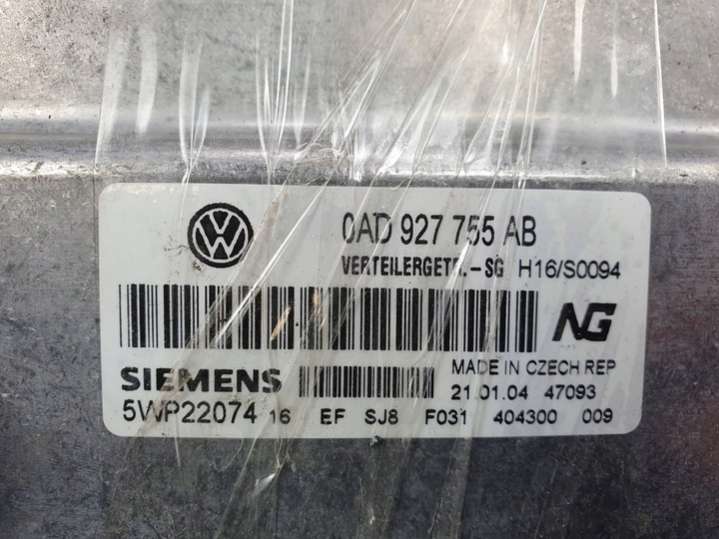 0AD 927 755 AB
VERTEILERGETR.-SG H16/S0094
NG
SIEMENS MADE IN CZECH REP
21.01.04 47093
5WP22074 16 EF SJ8 F031 404300 009